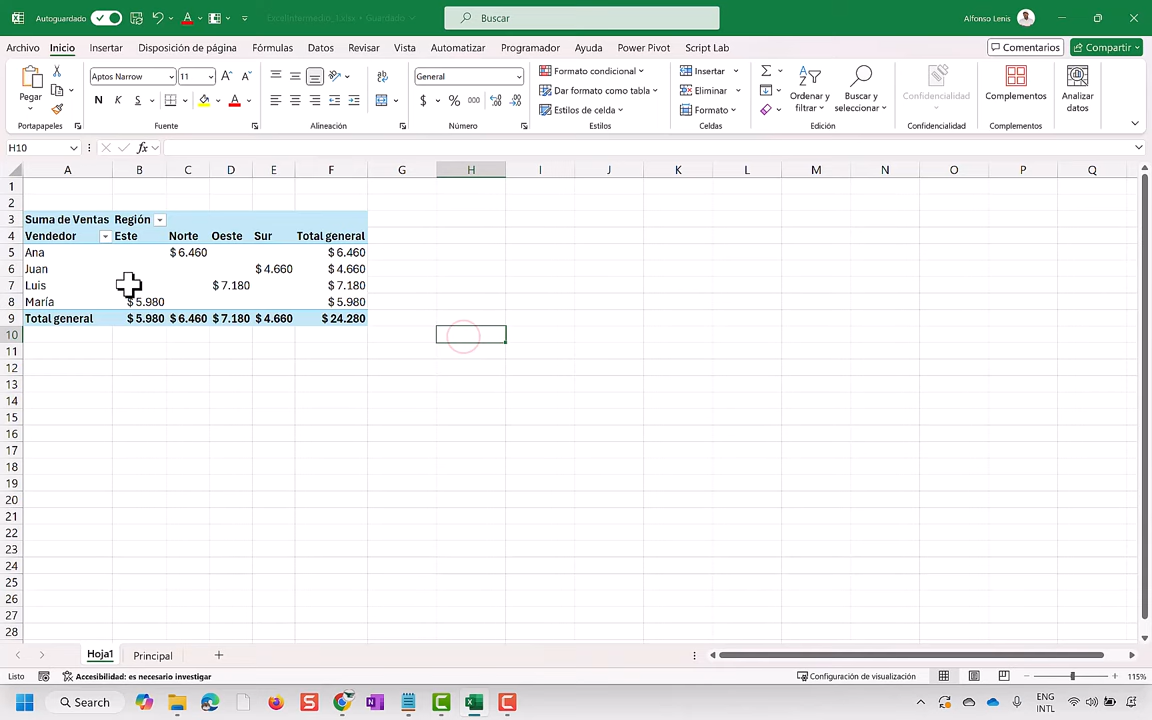 Autoguardado
ExcelIntermedio_1.xlsx • Guardado
Buscar
Alfonso Lenis
Archivo Inicio Insertar Disposición de página Fórmulas Datos Revisar Vista Automatizar Programador Ayuda Power Pivot Script Lab Comentarios Compartir
Pegar
Aptos Narrow 11
N K S
General
$ % 000
Formato condicional
Dar formato como tabla
Estilos de celda
Insertar
Eliminar
Formato
Ordenar y filtrar
Buscar y seleccionar
Confidencialidad
Complementos
Analizar datos
Portapapeles Fuente Alineación Número Estilos Celdas Edición Confidencialidad Complementos
H10 fx
A B C D E F G H I J K L M N O P Q
1
2
3 Suma de Ventas Región
4 Vendedor Este Norte Oeste Sur Total general
5 Ana $ 6.460 $ 6.460
6 Juan $ 4.660 $ 4.660
7 Luis $ 7.180 $ 7.180
8 María $ 5.980 $ 5.980
9 Total general $ 5.980 $ 6.460 $ 7.180 $ 4.660 $ 24.280
10
11
12
13
14
15
16
17
18
19
20
21
22
23
24
25
26
27
28
Hoja1 Principal
Listo Accesibilidad: es necesario investigar Configuración de visualización 115%
Search ENG
INTL